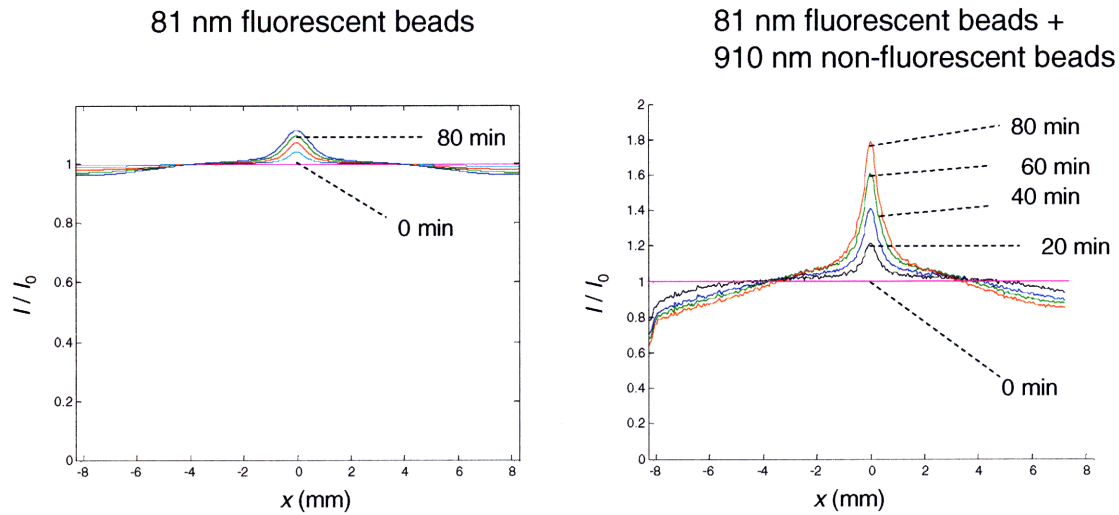 81 nm fluorescent beads
81 nm fluorescent beads +
910 nm non-fluorescent beads
I / I0
1
0.8
0.6
0.4
0.2
0
80 min
0 min
-8 -6 -4 -2 0 2 4 6 8
x (mm)
I / I0
2
1.8
1.6
1.4
1.2
1
0.8
0.6
0.4
0.2
0
80 min
60 min
40 min
20 min
0 min
-8 -6 -4 -2 0 2 4 6 8
x (mm)